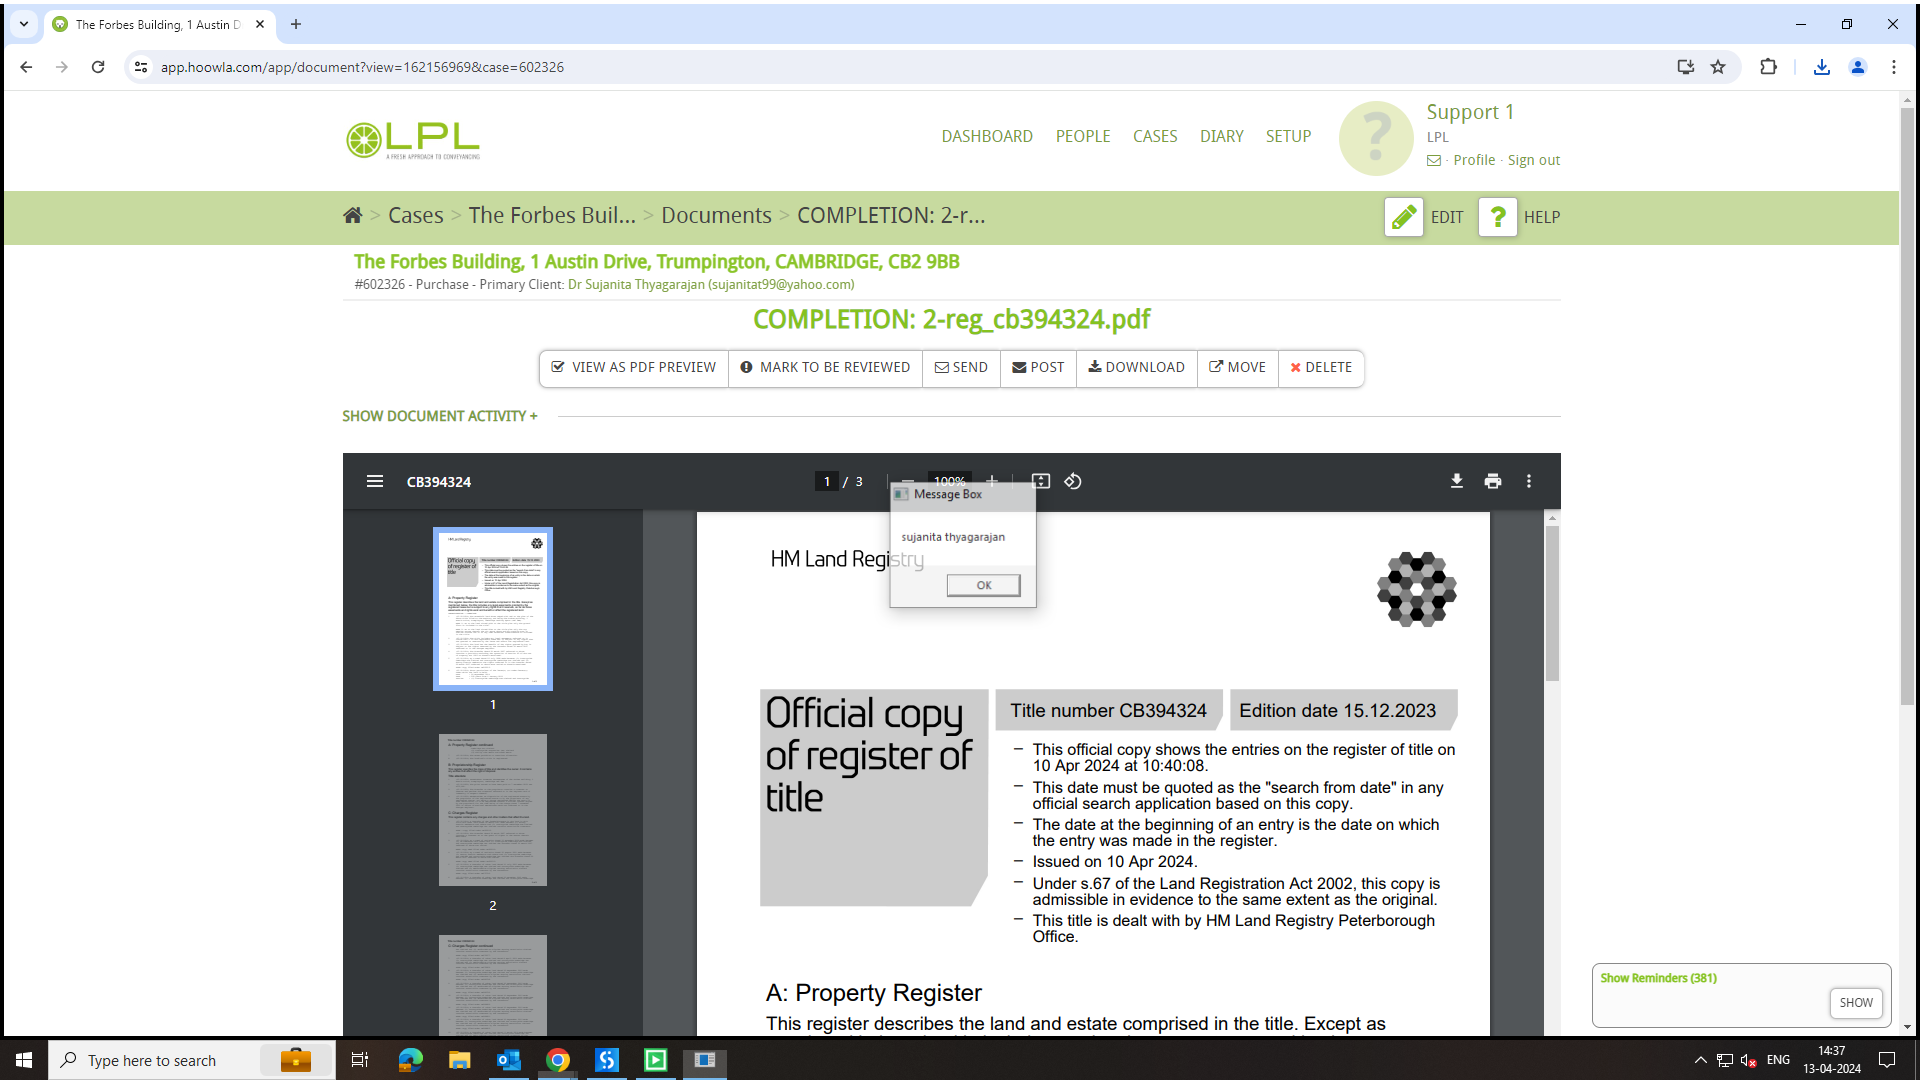 The Forbes Building, 1 Austin D
app.hoowla.com/app/document?view=162156969&case=602326
LPL
A FRESH APPROACH TO CONVEYANCING
DASHBOARD PEOPLE CASES DIARY SETUP
?
Support 1
LPL
· Profile · Sign out
> Cases > The Forbes Buil... > Documents > COMPLETION: 2-r...
EDIT ? HELP
The Forbes Building, 1 Austin Drive, Trumpington, CAMBRIDGE, CB2 9BB
#602326 - Purchase - Primary Client: Dr Sujanita Thyagarajan (sujanitat99@yahoo.com)
COMPLETION: 2-reg_cb394324.pdf
VIEW AS PDF PREVIEW MARK TO BE REVIEWED SEND POST DOWNLOAD MOVE DELETE
SHOW DOCUMENT ACTIVITY +
CB394324
1 / 3
100%
Message Box
sujanita thyagarajan
OK
HM Land Registry
Official copy
of register of
title
Title number CB394324
Edition date 15.12.2023
– This official copy shows the entries on the register of title on
10 Apr 2024 at 10:40:08.
– This date must be quoted as the "search from date" in any
official search application based on this copy.
– The date at the beginning of an entry is the date on which
the entry was made in the register.
– Issued on 10 Apr 2024.
– Under s.67 of the Land Registration Act 2002, this copy is
admissible in evidence to the same extent as the original.
– This title is dealt with by HM Land Registry Peterborough
Office.
A: Property Register
This register describes the land and estate comprised in the title. Except as
1
2
Show Reminders (381)
SHOW
Type here to search
ENG
14:37
13-04-2024